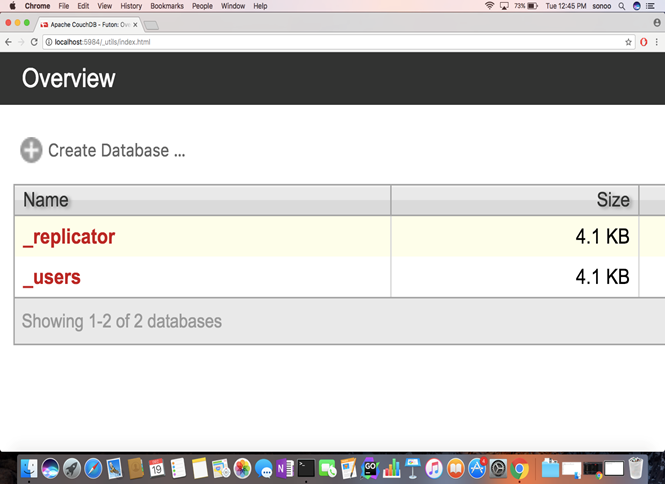 Chrome File Edit View History Bookmarks People Window Help 73% Tue 12:45 PM sonoo
Apache CouchDB - Futon: Ov
localhost:5984/_utils/index.html
Overview
Create Database ...
Name Size
_replicator 4.1 KB
_users 4.1 KB
Showing 1-2 of 2 databases
19
GO